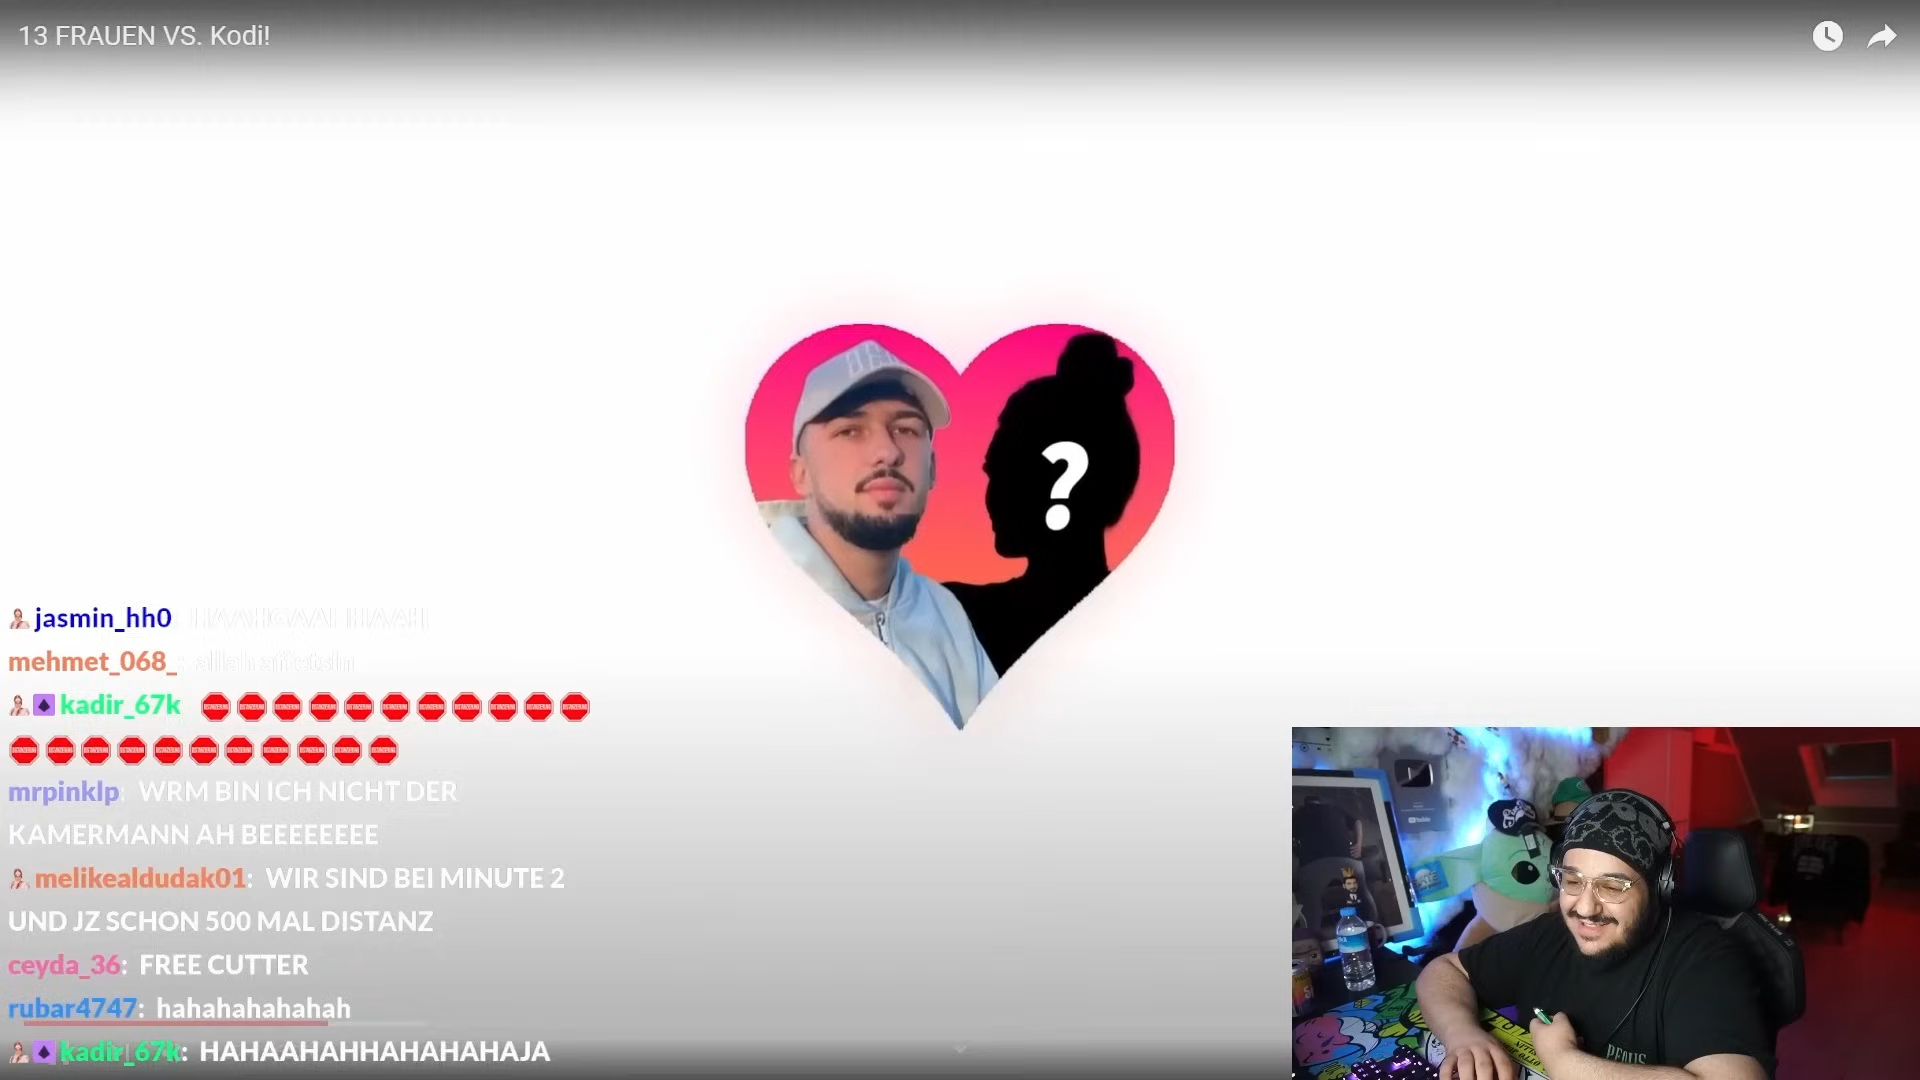 13 FRAUEN VS. Kodi!
?
jasmin_hh0
mehmet_068_:
kadir_67k
mrpinklp: WRM BIN ICH NICHT DER
KAMERMANN AH BEEEEEEE
melikealdudak01: WIR SIND BEI MINUTE 2
UND JZ SCHON 500 MAL DISTANZ
ceyda_36: FREE CUTTER
rubar4747: hahahahahahah
kadir_67k: HAHAAHAHHAHAHAHAJA